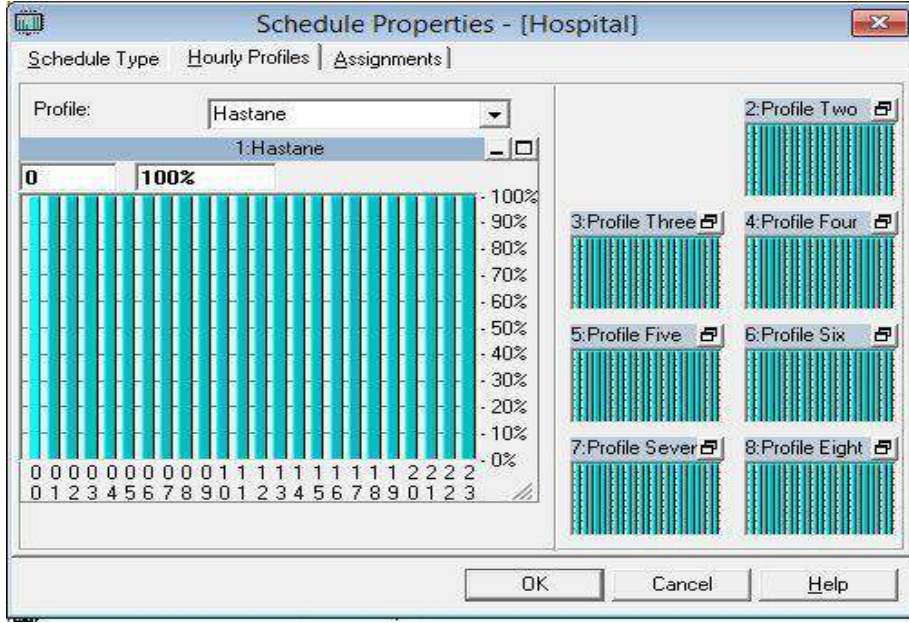 Schedule Properties - [Hospital]
Schedule Type Hourly Profiles Assignments
Profile: Hastane
1:Hastane
0 100%
100%
90%
80%
70%
60%
50%
40%
30%
20%
10%
0%
0 0 0 0 0 0 0 0 0 0 1 1 1 1 1 1 1 1 1 1 2 2 2 2
0 1 2 3 4 5 6 7 8 9 0 1 2 3 4 5 6 7 8 9 0 1 2 3
2:Profile Two
3:Profile Three
4:Profile Four
5:Profile Five
6:Profile Six
7:Profile Sever
8:Profile Eight
OK Cancel Help